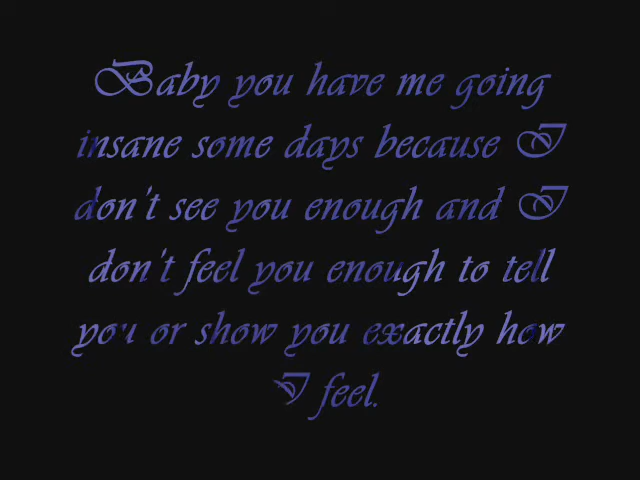 Baby you have me going
insane some days because I
don't see you enough and I
don't feel you enough to tell
you or show you exactly how
I feel.